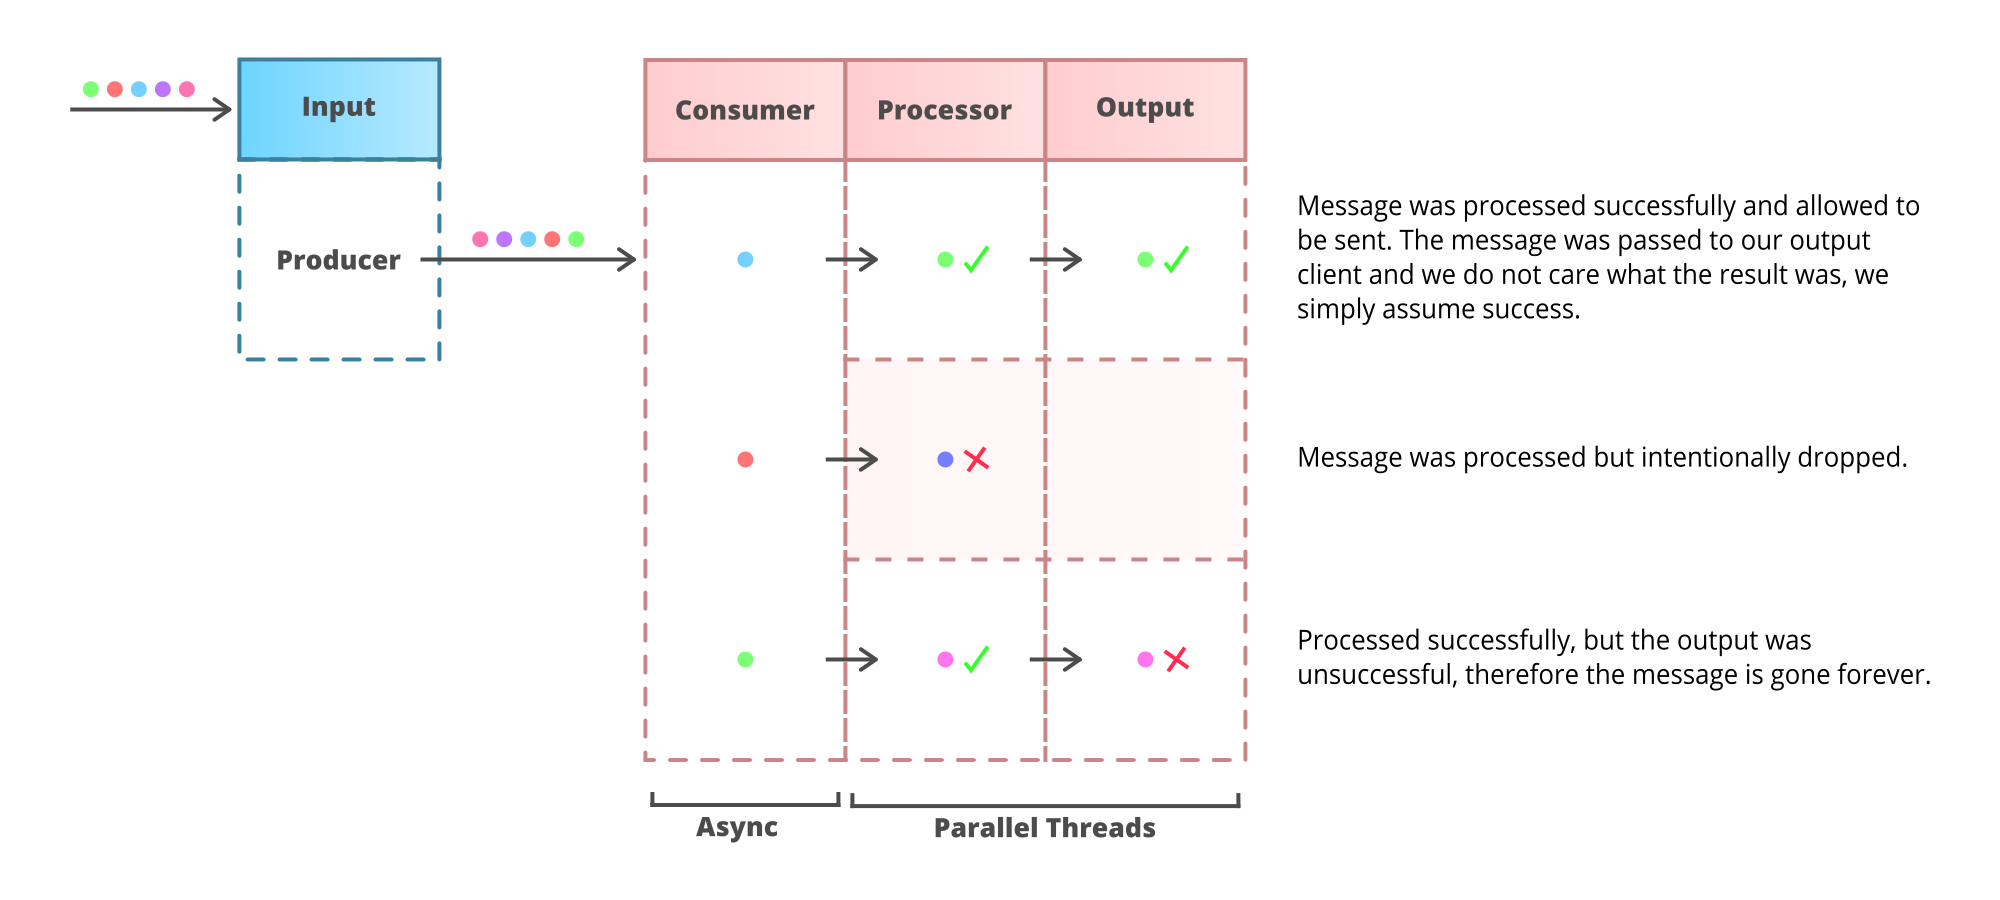 Input
Consumer
Processor
Output
Producer
Message was processed successfully and allowed to
be sent. The message was passed to our output
client and we do not care what the result was, we
simply assume success.
Message was processed but intentionally dropped.
Processed successfully, but the output was
unsuccessful, therefore the message is gone forever.
Async
Parallel Threads